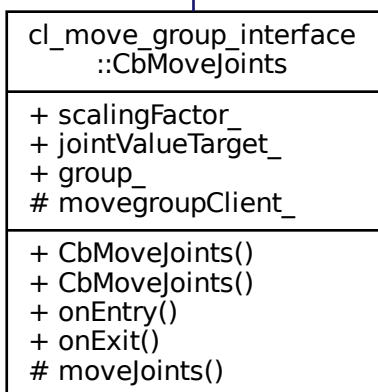 cl_move_group_interface
::CbMoveJoints
+ scalingFactor_
+ jointValueTarget_
+ group_
# movegroupClient_
+ CbMoveJoints()
+ CbMoveJoints()
+ onEntry()
+ onExit()
# moveJoints()